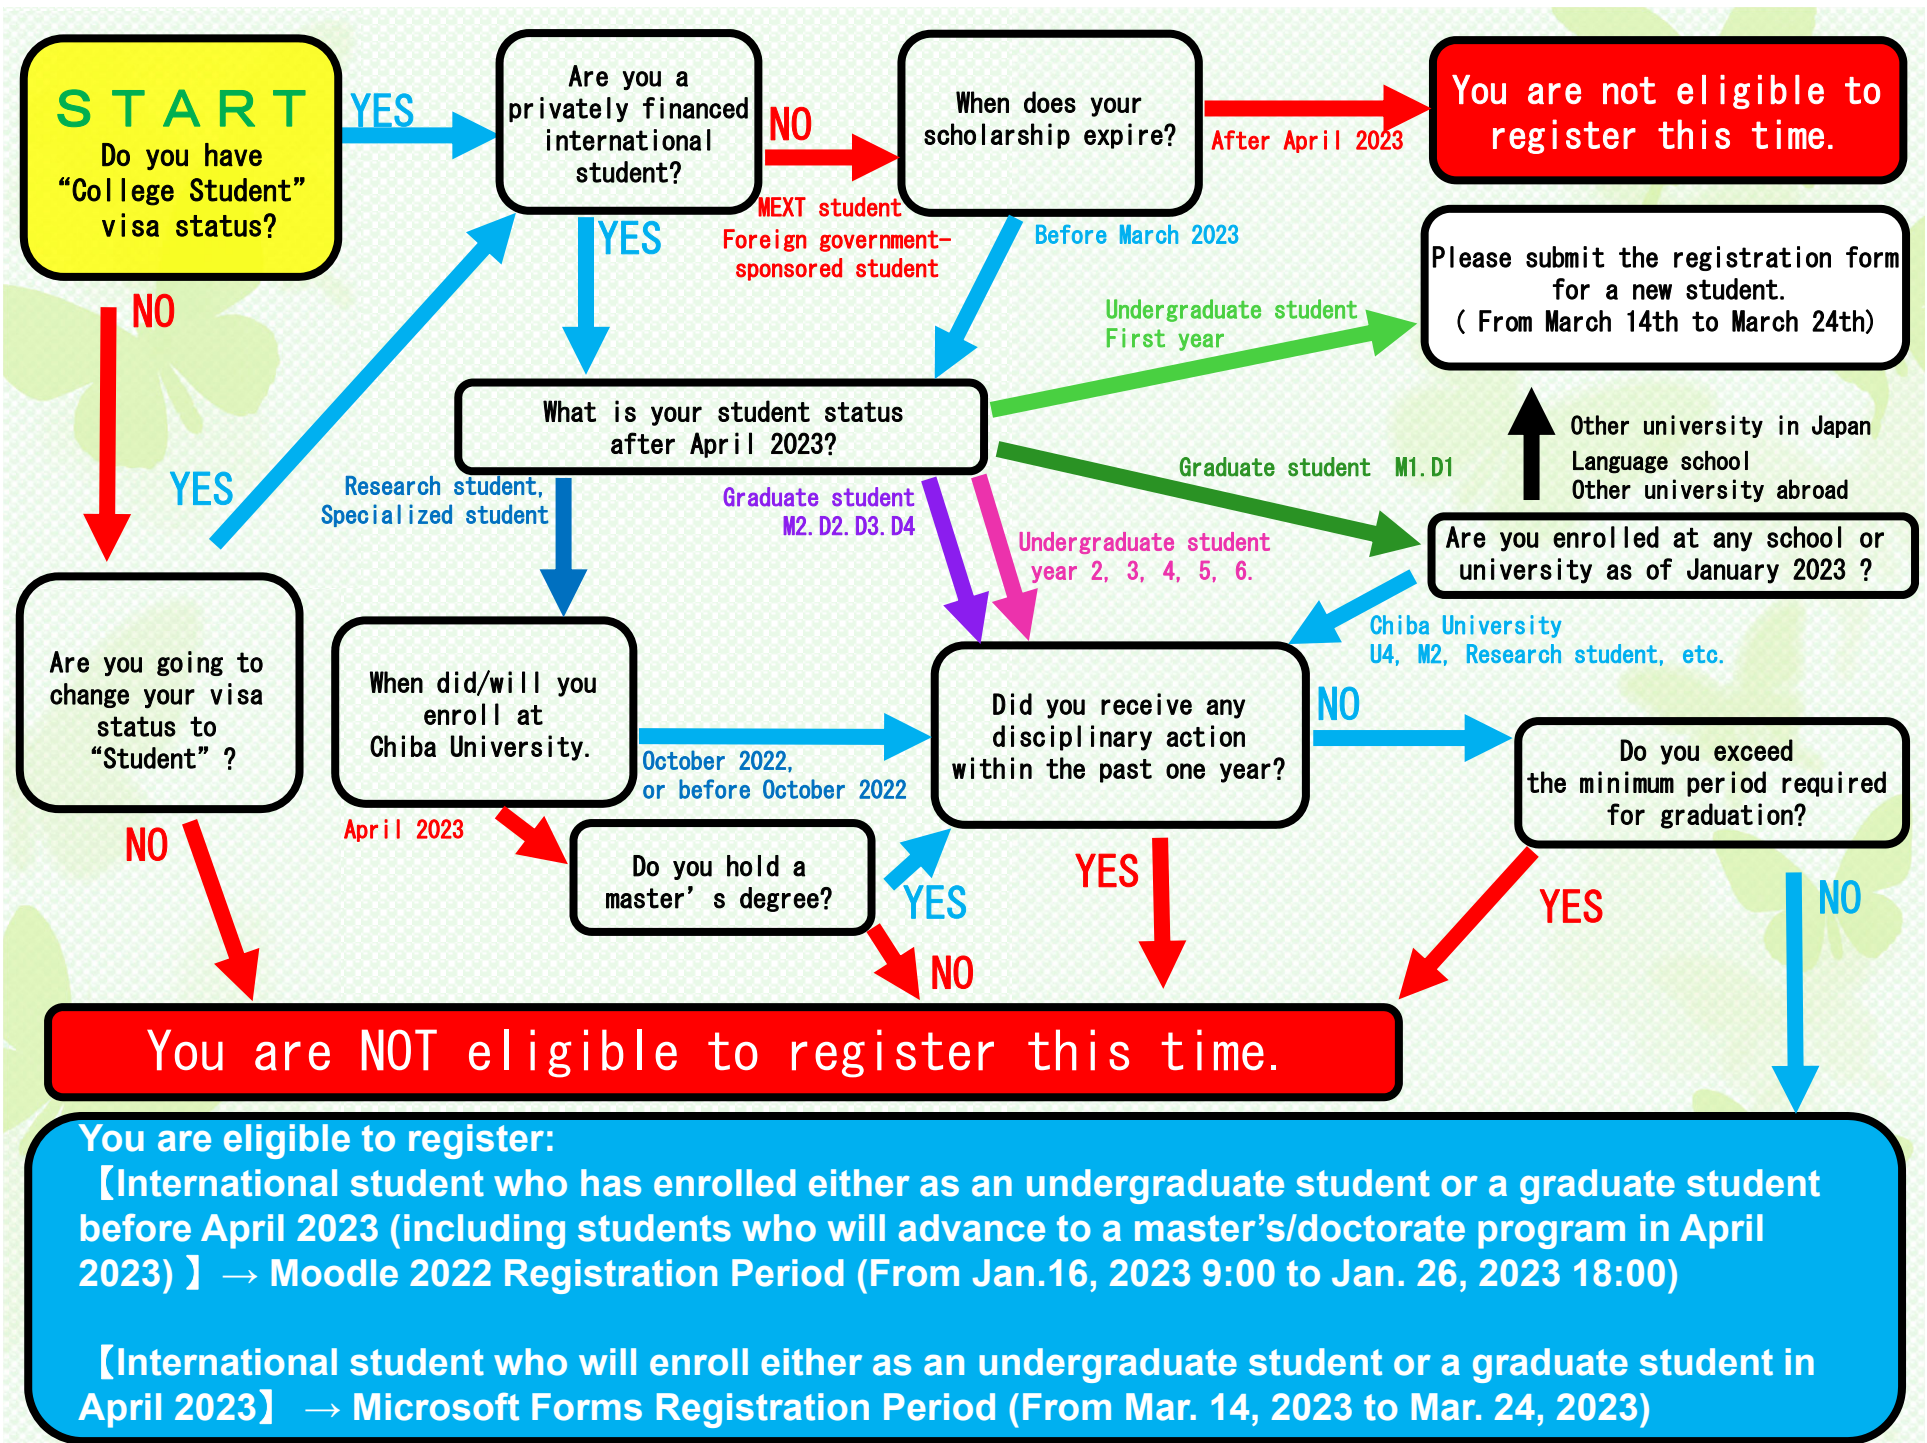 START
Do you have
“College Student”
visa status?
YES
Are you a
privately financed
international
student?
NO
MEXT student
Foreign government-
sponsored student
When does your
scholarship expire?
After April 2023
You are not eligible to
register this time.
NO
YES
Before March 2023
Please submit the registration form
for a new student.
( From March 14th to March 24th)
Undergraduate student
First year
What is your student status
after April 2023?
Other university in Japan
Language school
Other university abroad
Graduate student M1.D1
YES
Research student,
Specialized student
Graduate student
M2.D2.D3.D4
Undergraduate student
year 2, 3, 4, 5, 6.
Are you enrolled at any school or
university as of January 2023 ?
Chiba University
U4, M2, Research student, etc.
Are you going to
change your visa
status to
“Student” ?
When did/will you
enroll at
Chiba University.
October 2022,
or before October 2022
Did you receive any
disciplinary action
within the past one year?
NO
Do you exceed
the minimum period required
for graduation?
NO
April 2023
Do you hold a
master’s degree?
YES
NO
YES
YES
NO
You are NOT eligible to register this time.
You are eligible to register:
【International student who has enrolled either as an undergraduate student or a graduate student
before April 2023 (including students who will advance to a master’s/doctorate program in April
2023) 】→ Moodle 2022 Registration Period (From Jan.16, 2023 9:00 to Jan. 26, 2023 18:00)
【International student who will enroll either as an undergraduate student or a graduate student in
April 2023】 → Microsoft Forms Registration Period (From Mar. 14, 2023 to Mar. 24, 2023)